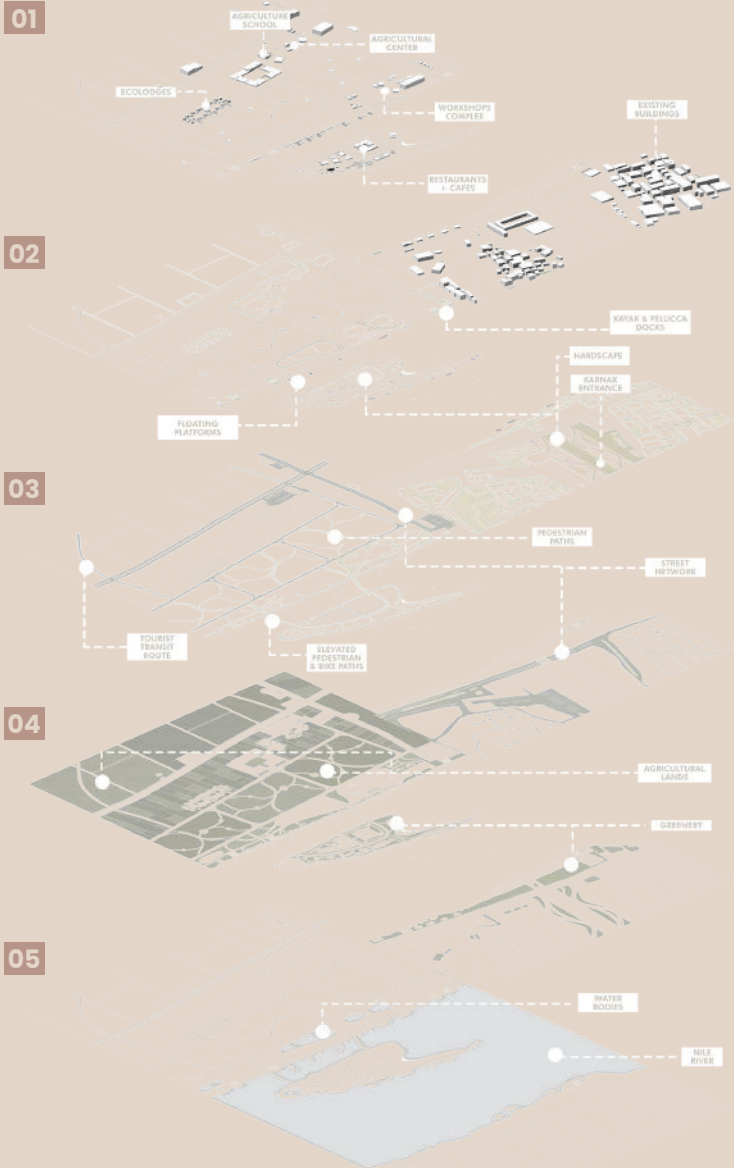 01
AGRICULTURE
SCHOOL
AGRICULTURAL
CENTER
ECOLODGES
WORKSHOPS
COMPLEX
EXISTING
BUILDINGS
RESTAURANTS
+ CAFES
02
KAYAK & FELUCCA
DOCKS
HARDSCAPE
KARNAK
ENTRANCE
FLOATING
PLATFORMS
03
PEDESTRIAN
PATHS
STREET
NETWORK
TOURIST
TRANSIT
ROUTE
ELEVATED
PEDESTRIAN
& BIKE PATHS
04
AGRICULTURAL
LANDS
GREENERY
05
WATER
BODIES
NILE
RIVER